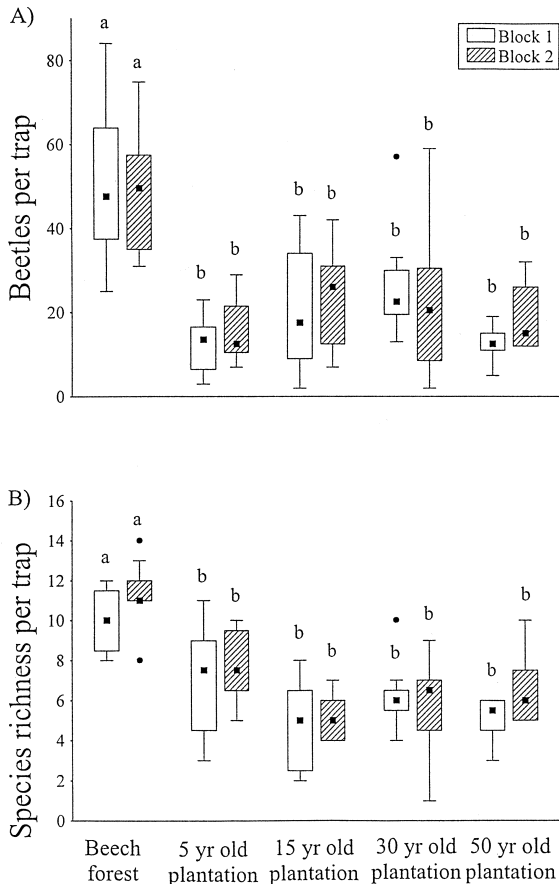 A)
Block 1
Block 2
Beetles per trap
80
60
40
20
0
a
a
b
b
b
b
b
b
b
b
B)
Species richness per trap
16
14
12
10
8
6
4
2
0
a
a
b
b
b
b
b
b
b
b
Beech forest
5 yr old plantation
15 yr old plantation
30 yr old plantation
50 yr old plantation